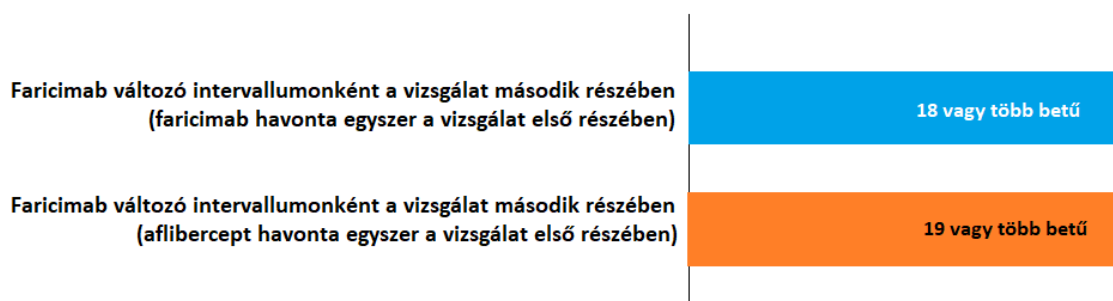 Faricimab változó intervallumonként a vizsgálat második részében
(faricimab havonta egyszer a vizsgálat első részében)
18 vagy több betű
Faricimab változó intervallumonként a vizsgálat második részében
(aflibercept havonta egyszer a vizsgálat első részében)
19 vagy több betű